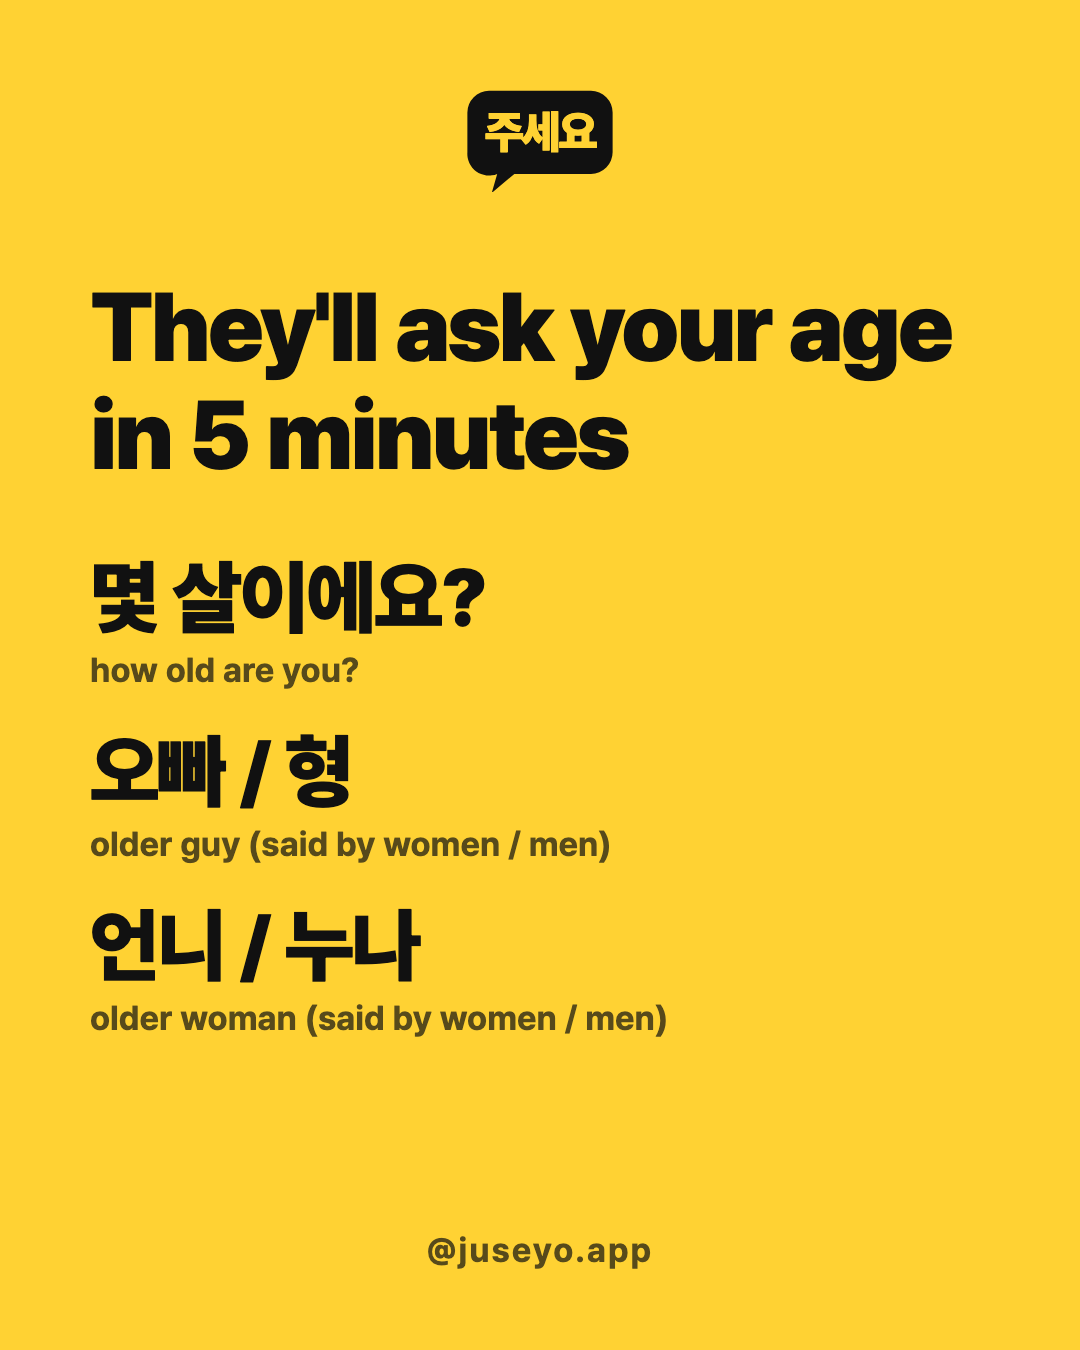 주세요
They'll ask your age
in 5 minutes
몇 살이에요?
how old are you?
오빠 / 형
older guy (said by women / men)
언니 / 누나
older woman (said by women / men)
@juseyo.app